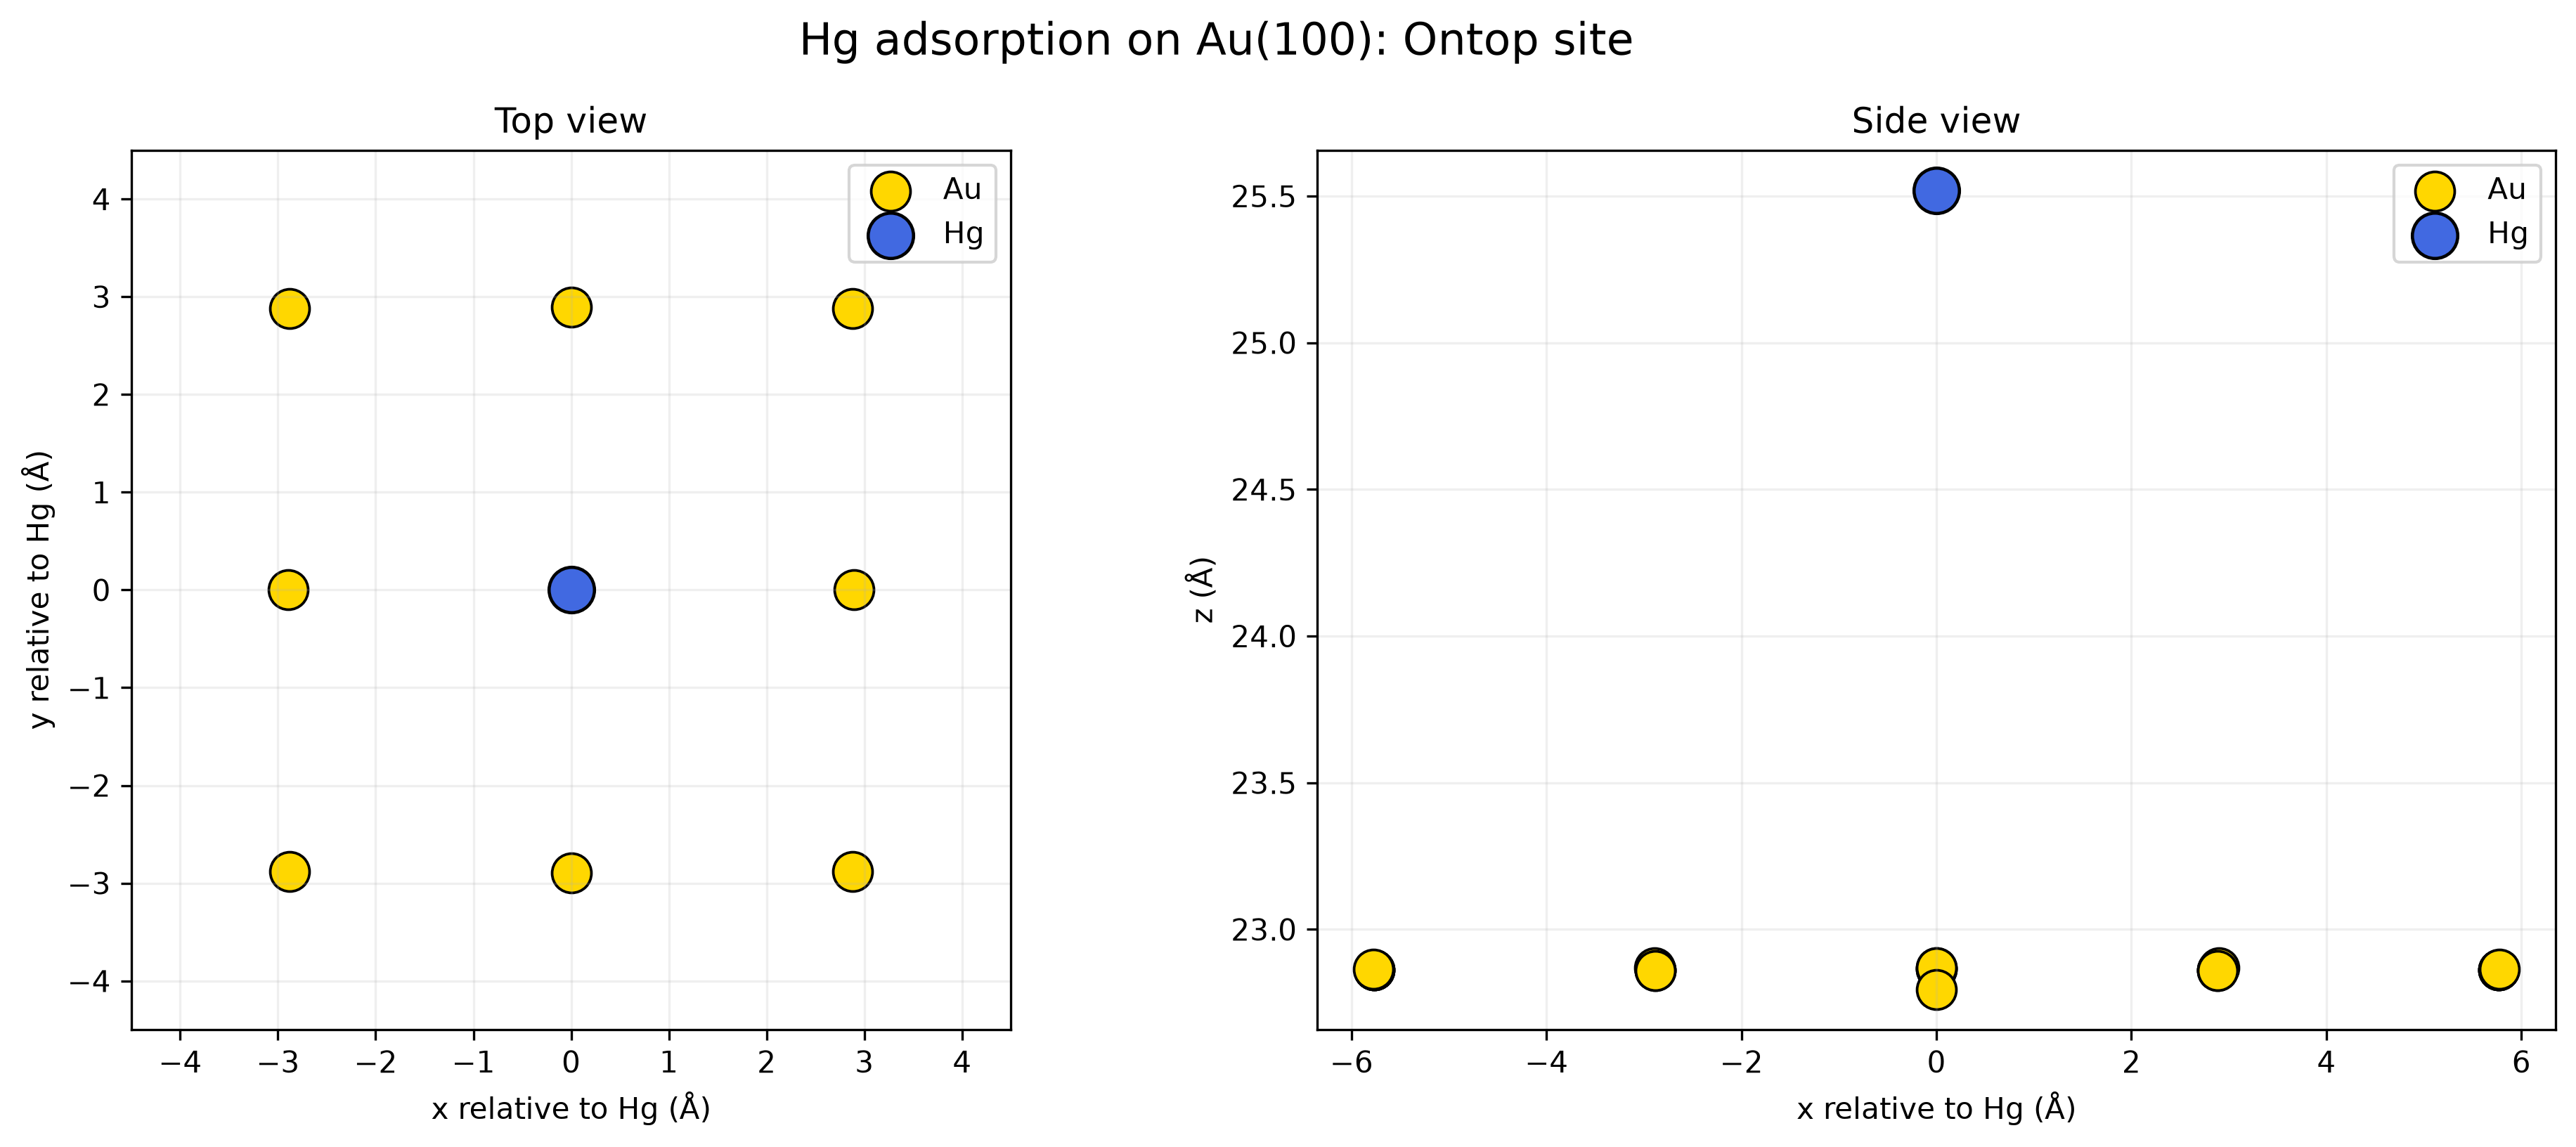 Hg adsorption on Au(100): Ontop site
Top view
Au
Hg
4
3
2
1
0
−1
−2
−3
−4
y relative to Hg (Å)
−4 −3 −2 −1 0 1 2 3 4
x relative to Hg (Å)
Side view
Au
Hg
25.5
25.0
24.5
24.0
23.5
23.0
z (Å)
−6 −4 −2 0 2 4 6
x relative to Hg (Å)